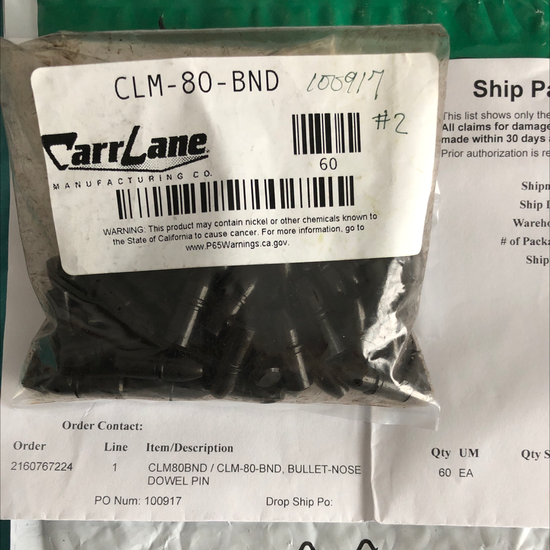 CLM-80-BND 100917
#2
CarrLane
MANUFACTURING CO.
60
WARNING: This product may contain nickel or other chemicals known to
the State of California to cause cancer. For more information, go to
www.P65Warnings.ca.gov.
Ship Pa
This list shows only the
All claims for damage
made within 30 days
Prior authorization is re
Shipm
Ship
Wareho
# of Packa
Ship
Order Contact:
Order Line Item/Description Qty UM Qty S
2160767224 1 CLM80BND / CLM-80-BND, BULLET-NOSE 60 EA
DOWEL PIN
PO Num: 100917 Drop Ship Po: